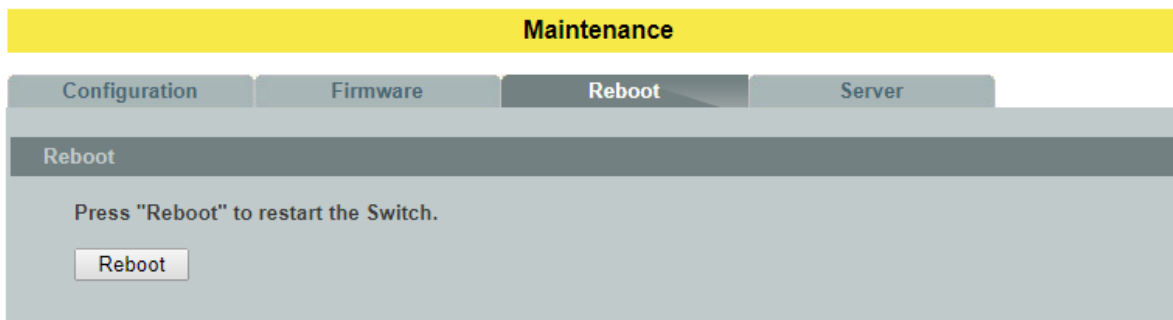 Maintenance
Configuration Firmware Reboot Server
Reboot
Press "Reboot" to restart the Switch.
Reboot